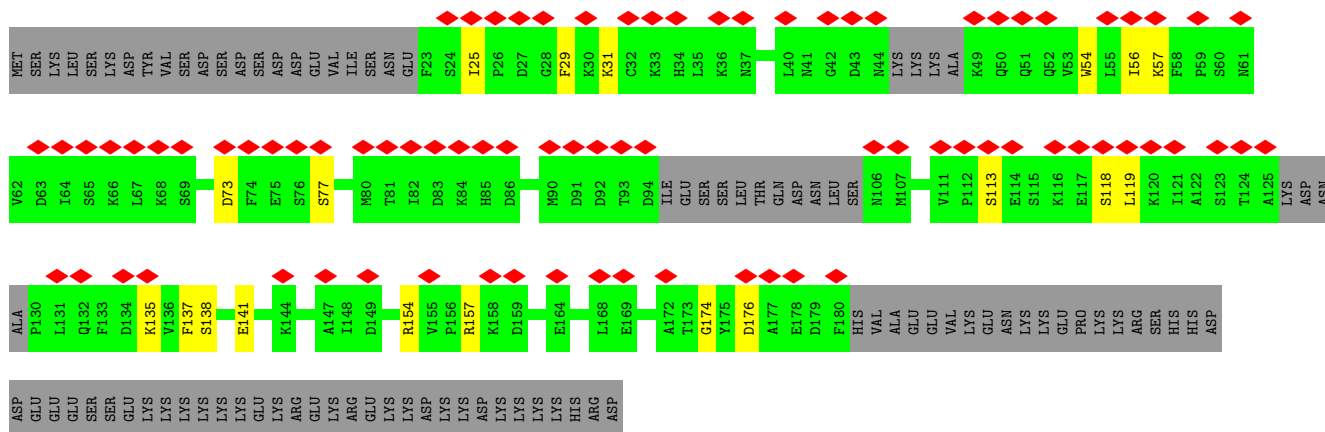 MET SER LYS LEU SER LYS ASP TYR VAL SER ASP SER ASP SER ASP ASP GLU VAL ILE SER ASN GLU F23 S24 I25 P26 D27 G28 F29 K30 K31 C32 K33 H34 L35 K36 N37 L40 N41 G42 D43 N44 LYS LYS LYS ALA K49 Q50 Q51 Q52 V53 W54 L55 I56 K57 F58 P59 S60 N61
V62 D63 I64 S65 K66 L67 K68 S69 D73 F74 E75 S76 S77 M80 T81 I82 D83 K84 H85 D86 M90 D91 D92 T93 D94 ILE GLU SER SER LEU THR GLN ASP ASN LEU SER N106 M107 V111 P112 S113 E114 S115 K116 E117 S118 L119 K120 I121 A122 S123 T124 A125 LYS ASP ASN
ALA P130 L131 Q132 F133 D134 K135 V136 F137 S138 E141 K144 A147 I148 D149 R154 V155 P156 R157 K158 D159 E164 L168 E169 A172 T173 G174 Y175 D176 A177 E178 D179 F180 HIS VAL ALA GLU GLU VAL LYS GLU ASN LYS LYS GLU PRO LYS LYS ARG SER HIS HIS ASP
ASP GLU GLU GLU SER SER GLU LYS LYS LYS LYS LYS LYS GLU LYS ARG GLU LYS ARG GLU LYS LYS ASP LYS LYS ASP LYS LYS LYS LYS HIS ARG ASP